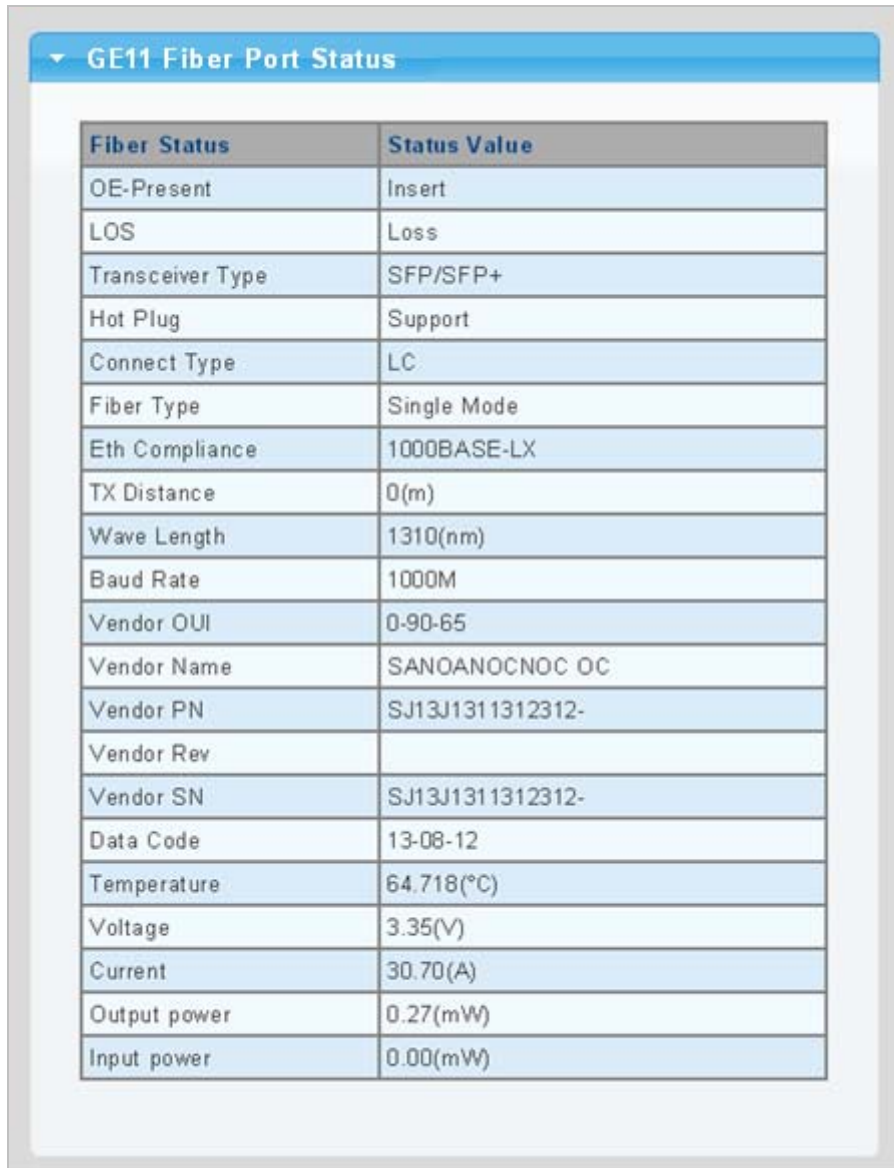 GE11 Fiber Port Status
Fiber Status Status Value
OE-Present Insert
LOS Loss
Transceiver Type SFP/SFP+
Hot Plug Support
Connect Type LC
Fiber Type Single Mode
Eth Compliance 1000BASE-LX
TX Distance 0(m)
Wave Length 1310(nm)
Baud Rate 1000M
Vendor OUI 0-90-65
Vendor Name SANOANOCNOC OC
Vendor PN SJ13J1311312312-
Vendor Rev
Vendor SN SJ13J1311312312-
Data Code 13-08-12
Temperature 64.718(°C)
Voltage 3.35(V)
Current 30.70(A)
Output power 0.27(mW)
Input power 0.00(mW)